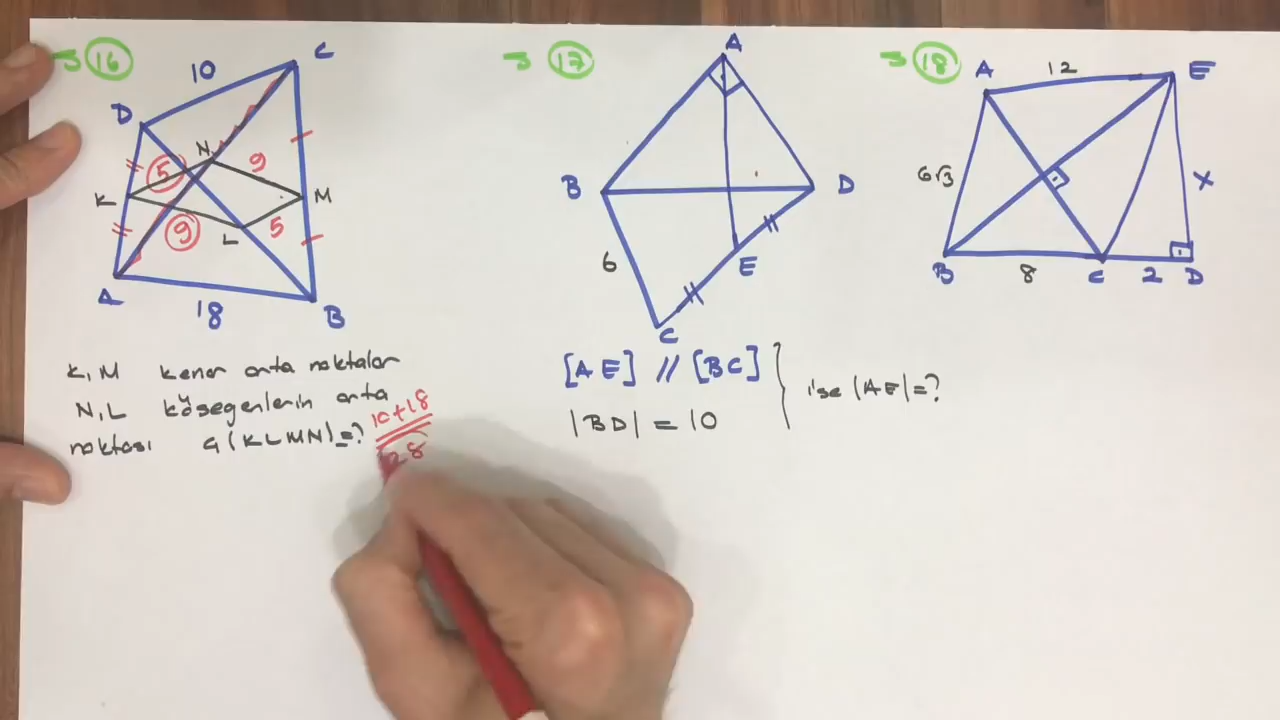 16
10
C
D
N
5
9
K
M
9
L
5
A
18
B
K, M kenar orta noktaları
N, L köşegenlerin orta
noktası Ç(KLMN)=?
10+18
28
17
A
B
D
6
E
C
[AE] // [BC]
|BD| = 10
ise |AE|=?
18
A
12
E
6√3
x
B
8
C
2
D